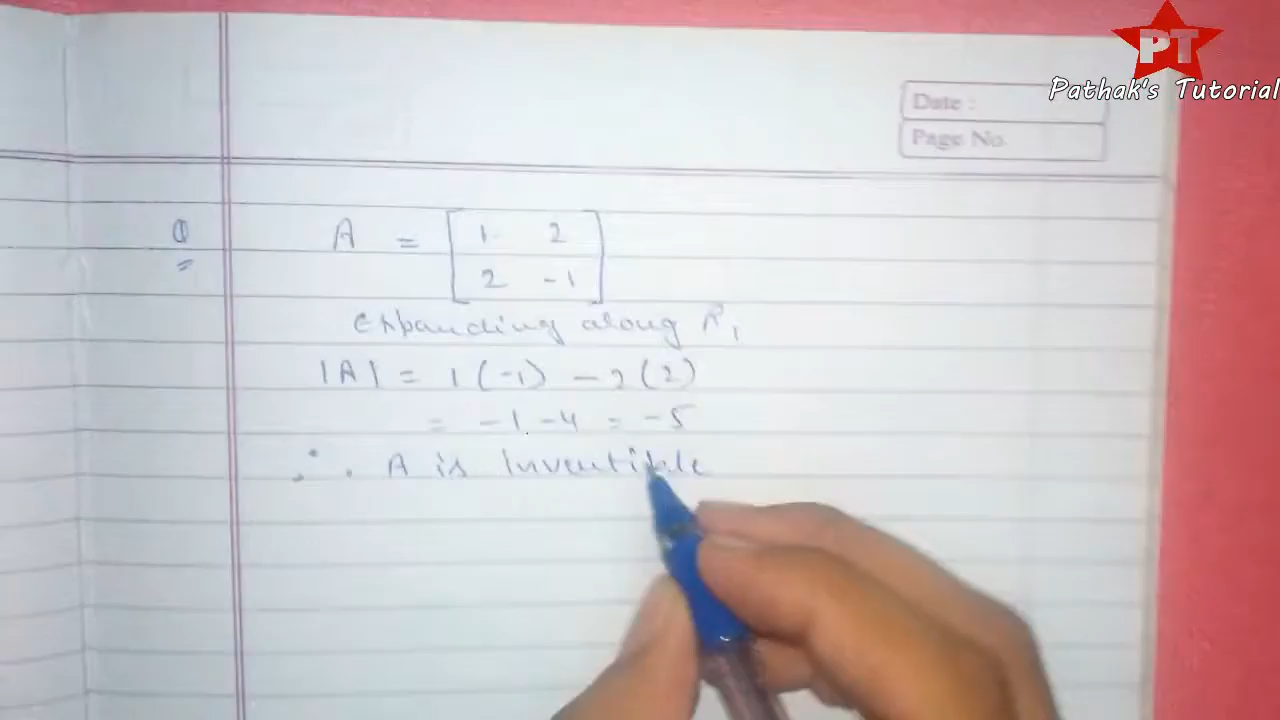 PT
Pathak's Tutorial
Date :
Page No
Q A = [ 1 2
2 -1 ]
expanding along R₁
|A| = 1 (-1) - 2 (2)
= -1 - 4 = -5
∴ A is Invertible